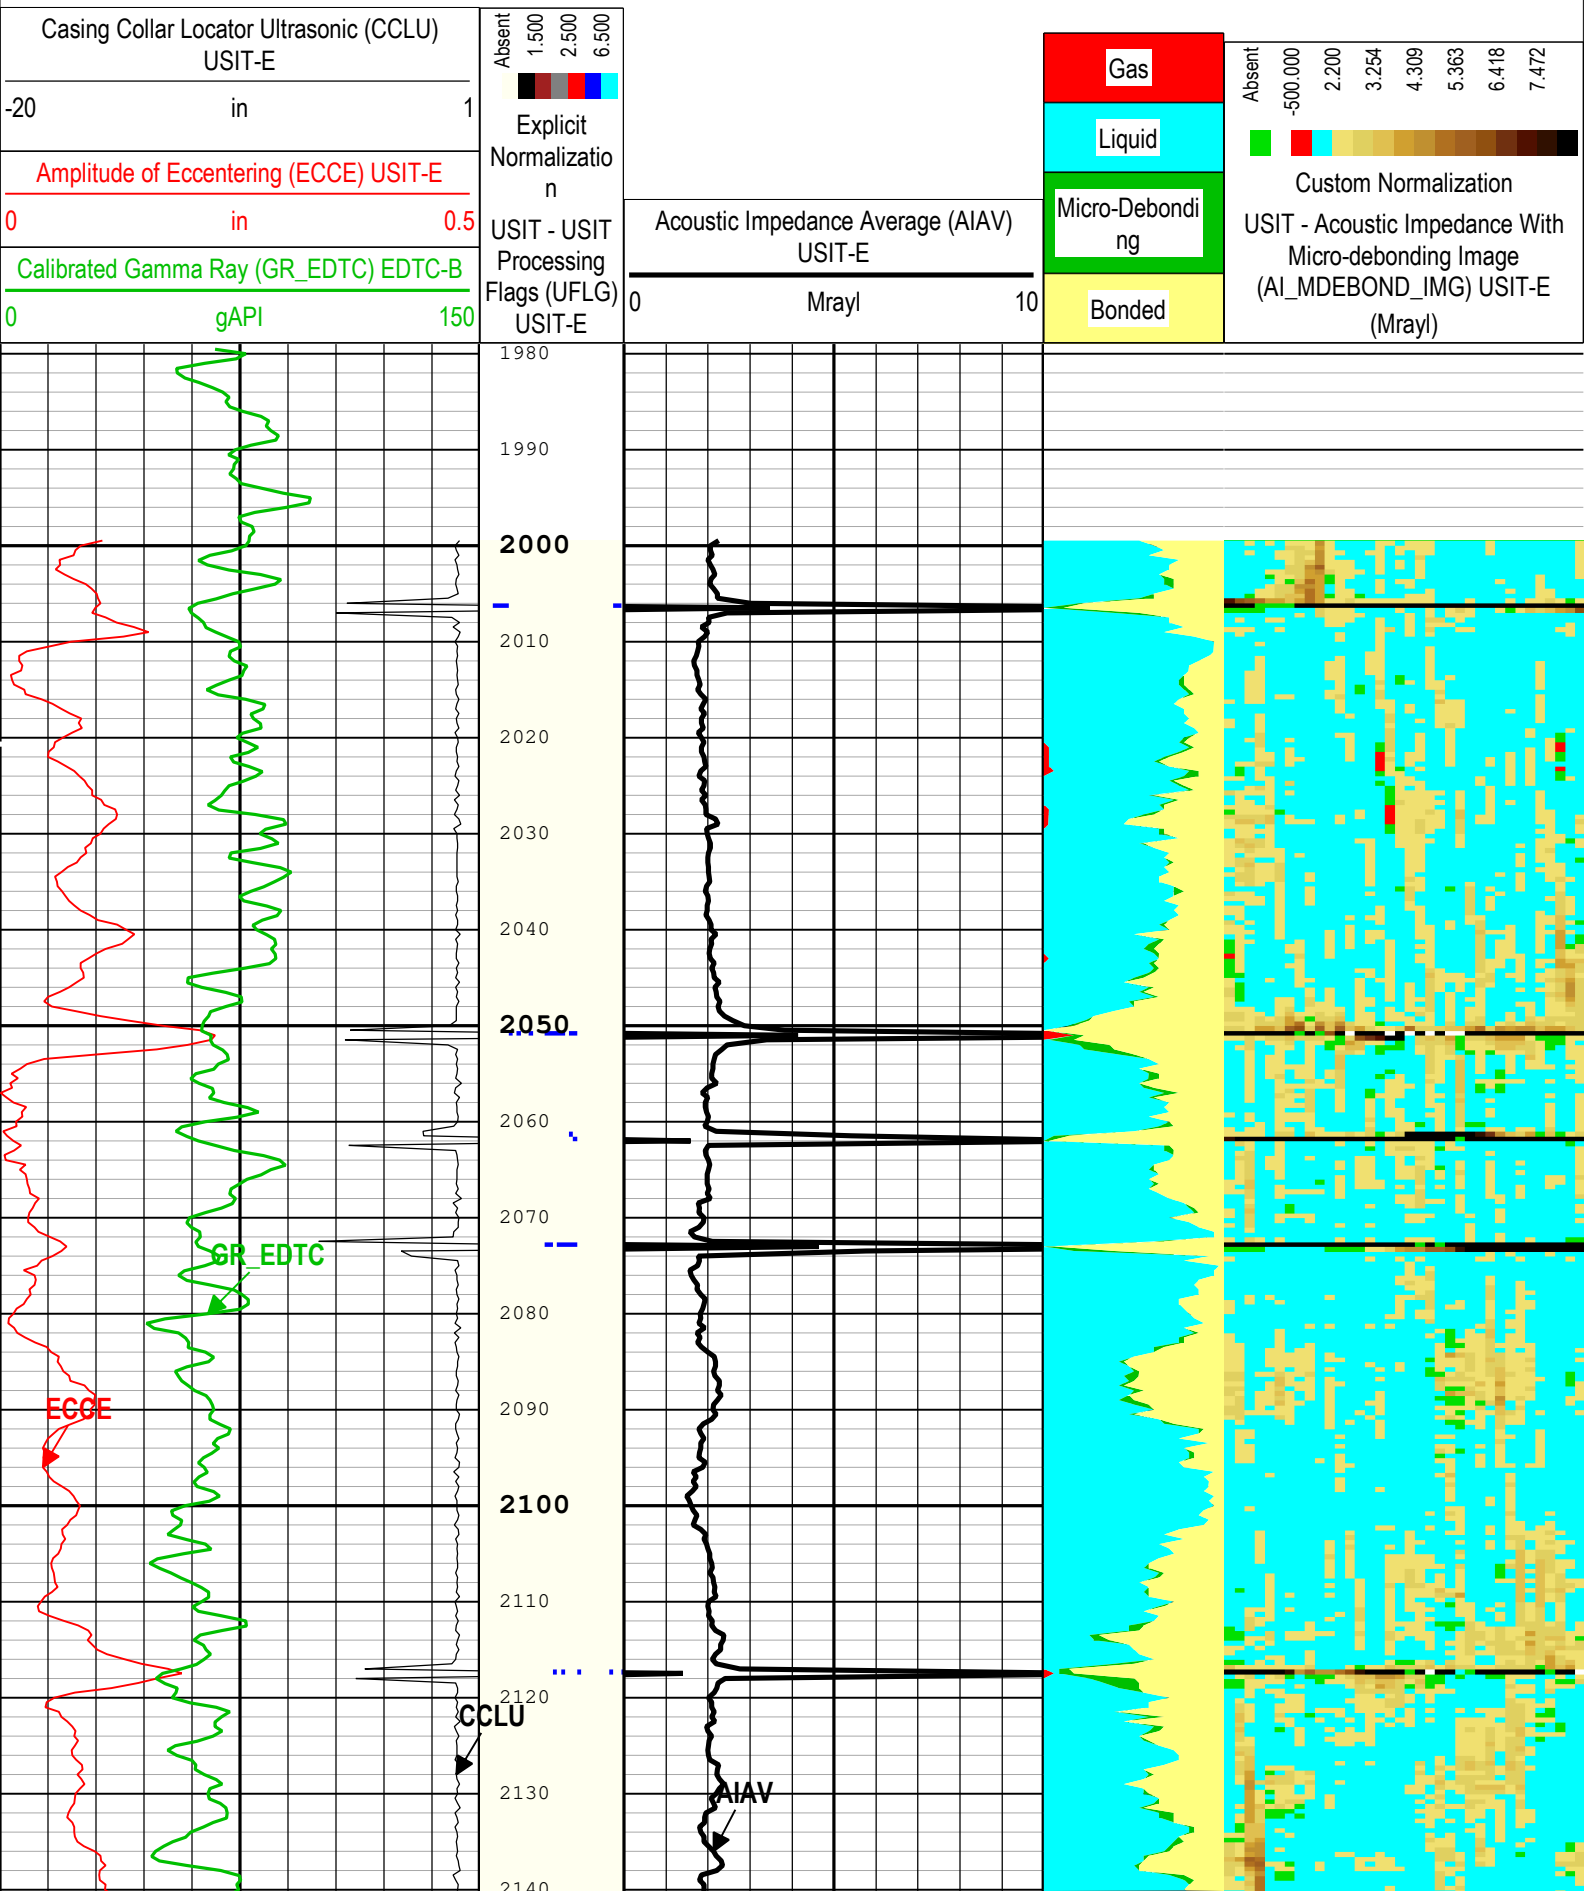 Casing Collar Locator Ultrasonic (CCLU)
USIT-E
-20 in 1
Amplitude of Eccentering (ECCE) USIT-E
0 in 0.5
Calibrated Gamma Ray (GR_EDTC) EDTC-B
0 gAPI 150
Absent
1.500
2.500
6.500
Explicit
Normalizatio
n
USIT - USIT
Processing
Flags (UFLG)
USIT-E
Acoustic Impedance Average (AIAV)
USIT-E
0 Mrayl 10
Gas
Liquid
Micro-Debondi
ng
Bonded
Absent
-500.000
2.200
3.254
4.309
5.363
6.418
7.472
Custom Normalization
USIT - Acoustic Impedance With
Micro-debonding Image
(AI_MDEBOND_IMG) USIT-E
(Mrayl)
1980
1990
2000
2010
2020
2030
2040
2050
2060
2070
GR_EDTC
2080
ECCE
2090
2100
2110
2120
CCLU
2130
AIAV
2140